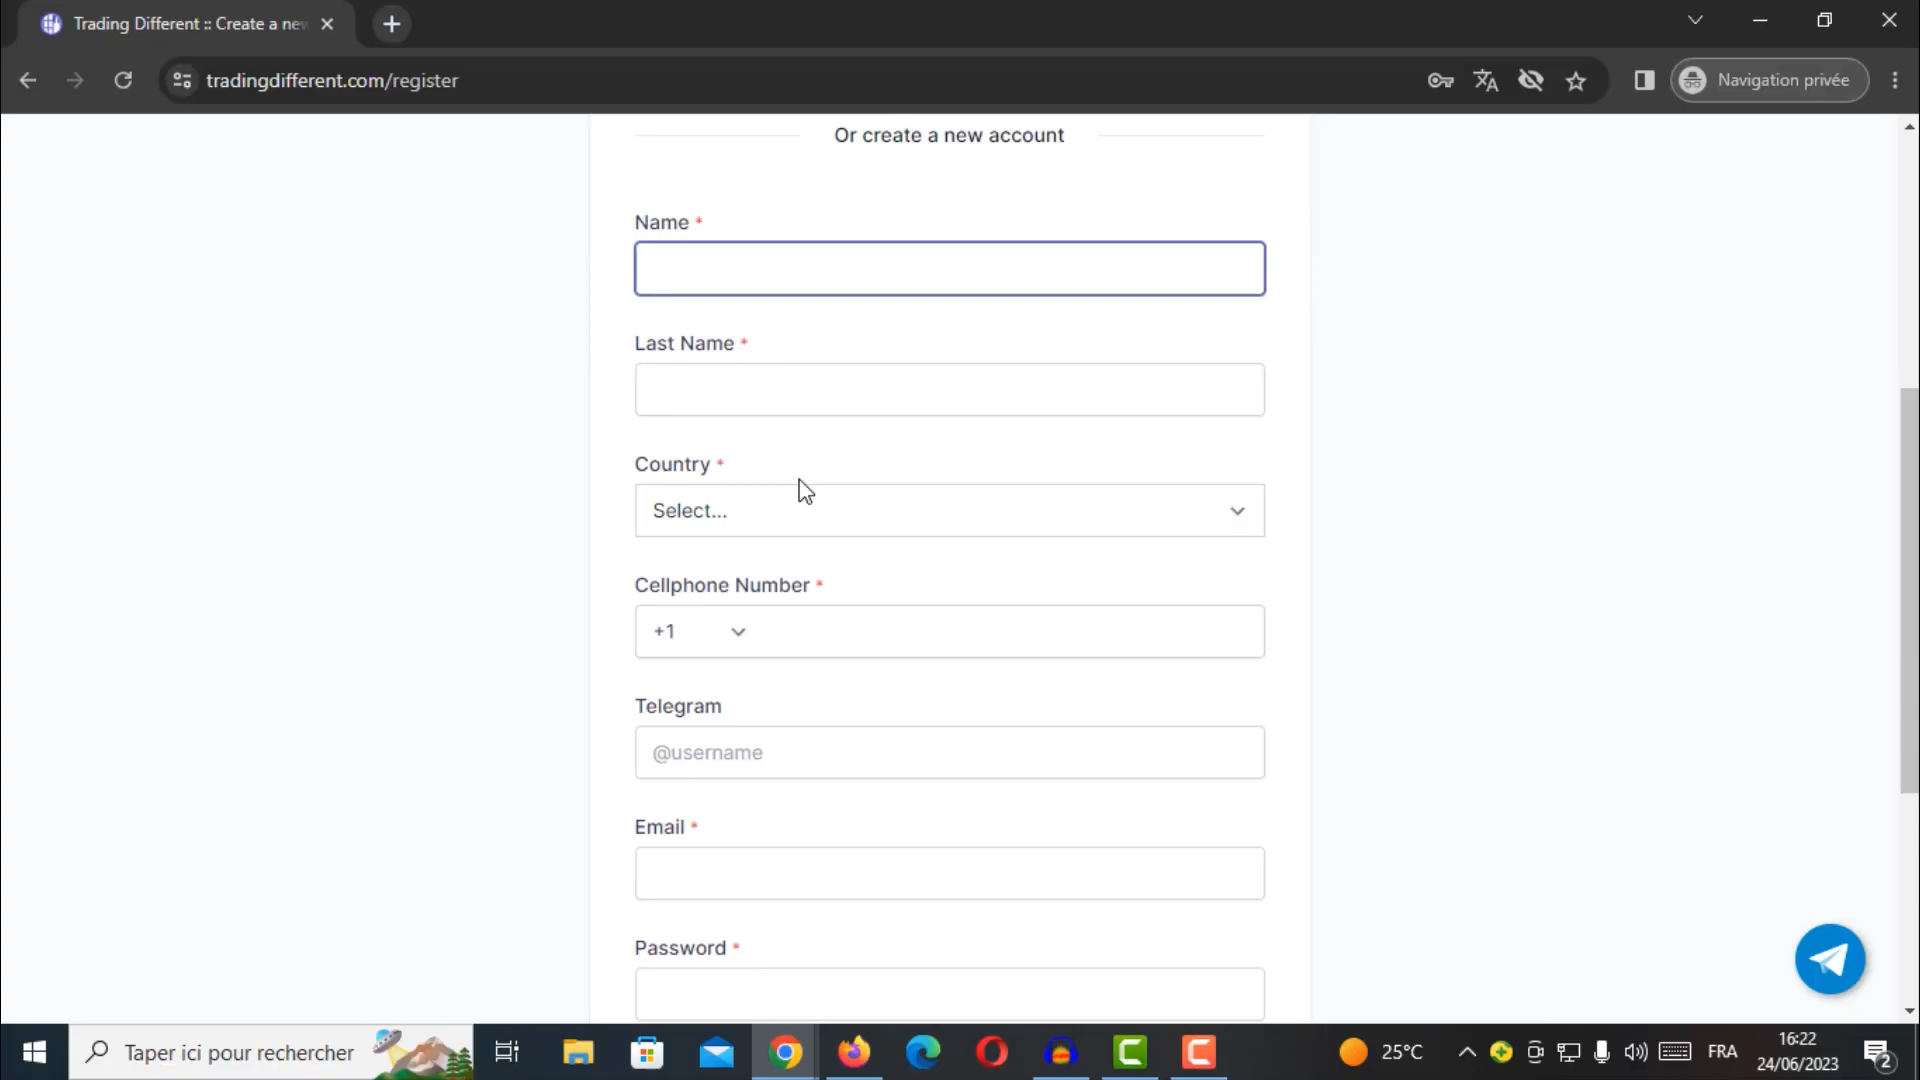 Trading Different :: Create a new
tradingdifferent.com/register
Navigation privée
Or create a new account
Name *
Last Name *
Country *
Select...
Cellphone Number *
+1
Telegram
@username
Email *
Password *
Taper ici pour rechercher
25°C
FRA
16:22
24/06/2023
2